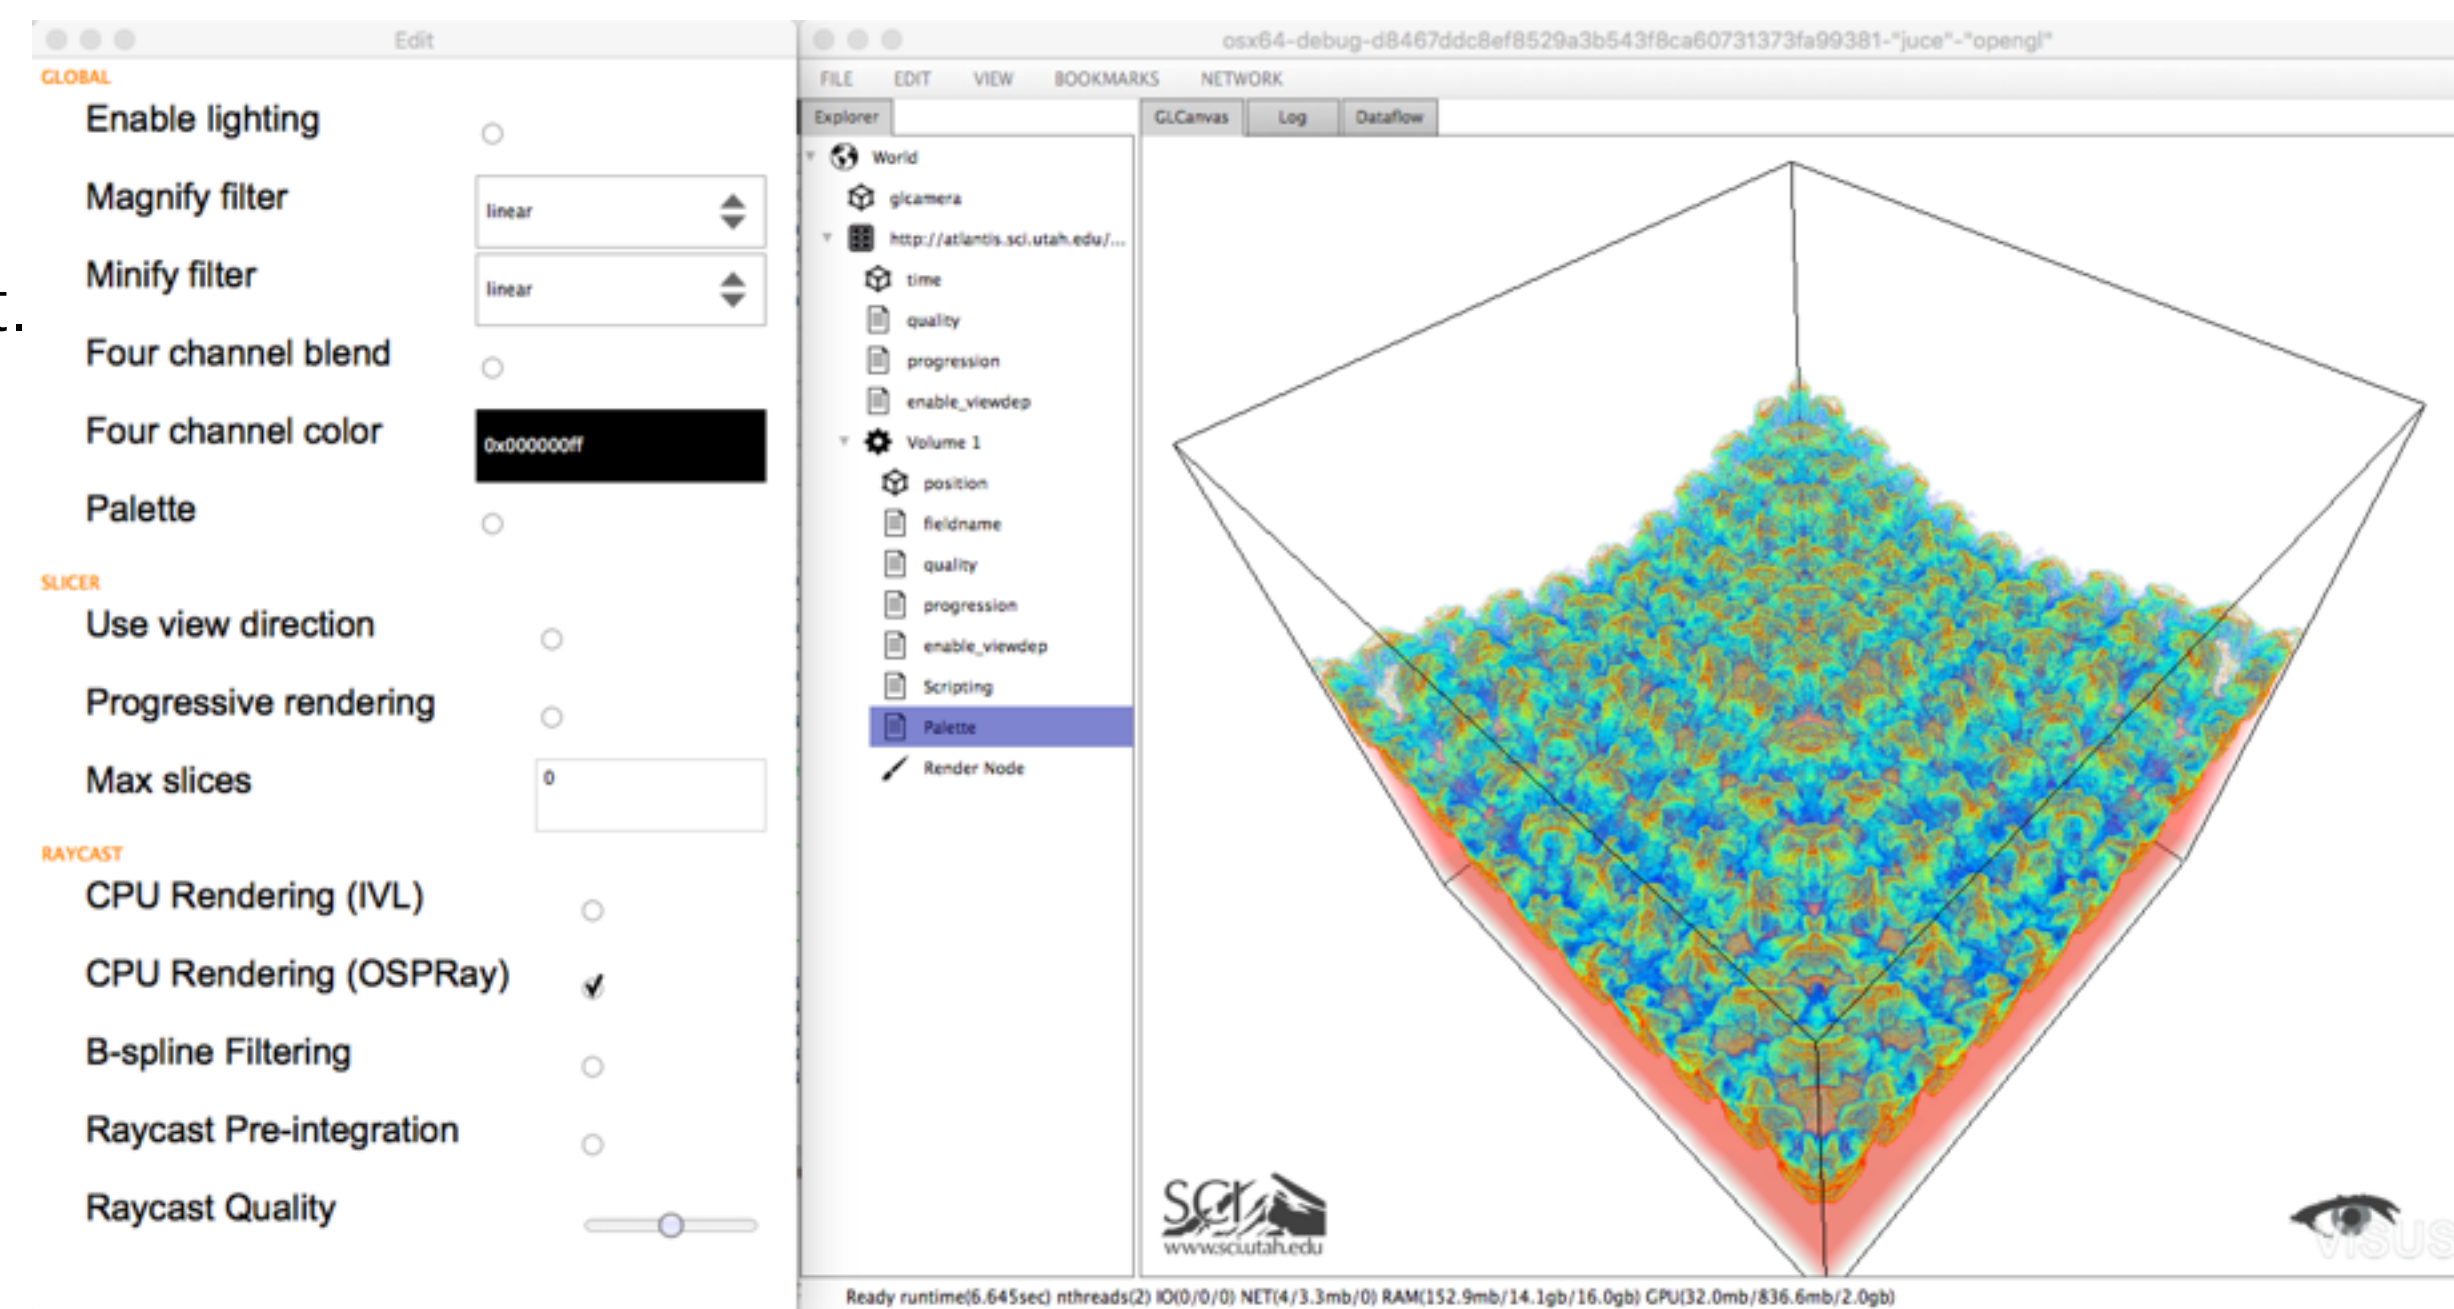 t.
Edit
GLOBAL
Enable lighting
Magnify filter
linear
Minify filter
linear
Four channel blend
Four channel color
0x000000ff
Palette
SLICER
Use view direction
Progressive rendering
Max slices
0
RAYCAST
CPU Rendering (IVL)
CPU Rendering (OSPRay)
B-spline Filtering
Raycast Pre-integration
Raycast Quality
osx64-debug-d8467ddc8ef8529a3b543f8ca60731373fa99381-"juce"-"opengl"
FILE EDIT VIEW BOOKMARKS NETWORK
Explorer
GLCanvas Log Dataflow
World
glcamera
http://atlantis.sci.utah.edu/...
time
quality
progression
enable_viewdep
Volume 1
position
fieldname
quality
progression
enable_viewdep
Scripting
Palette
Render Node
SCI
www.sci.utah.edu
VISUS
Ready runtime(6.645sec) nthreads(2) IO(0/0/0) NET(4/3.3mb/0) RAM(152.9mb/14.1gb/16.0gb) GPU(32.0mb/836.6mb/2.0gb)